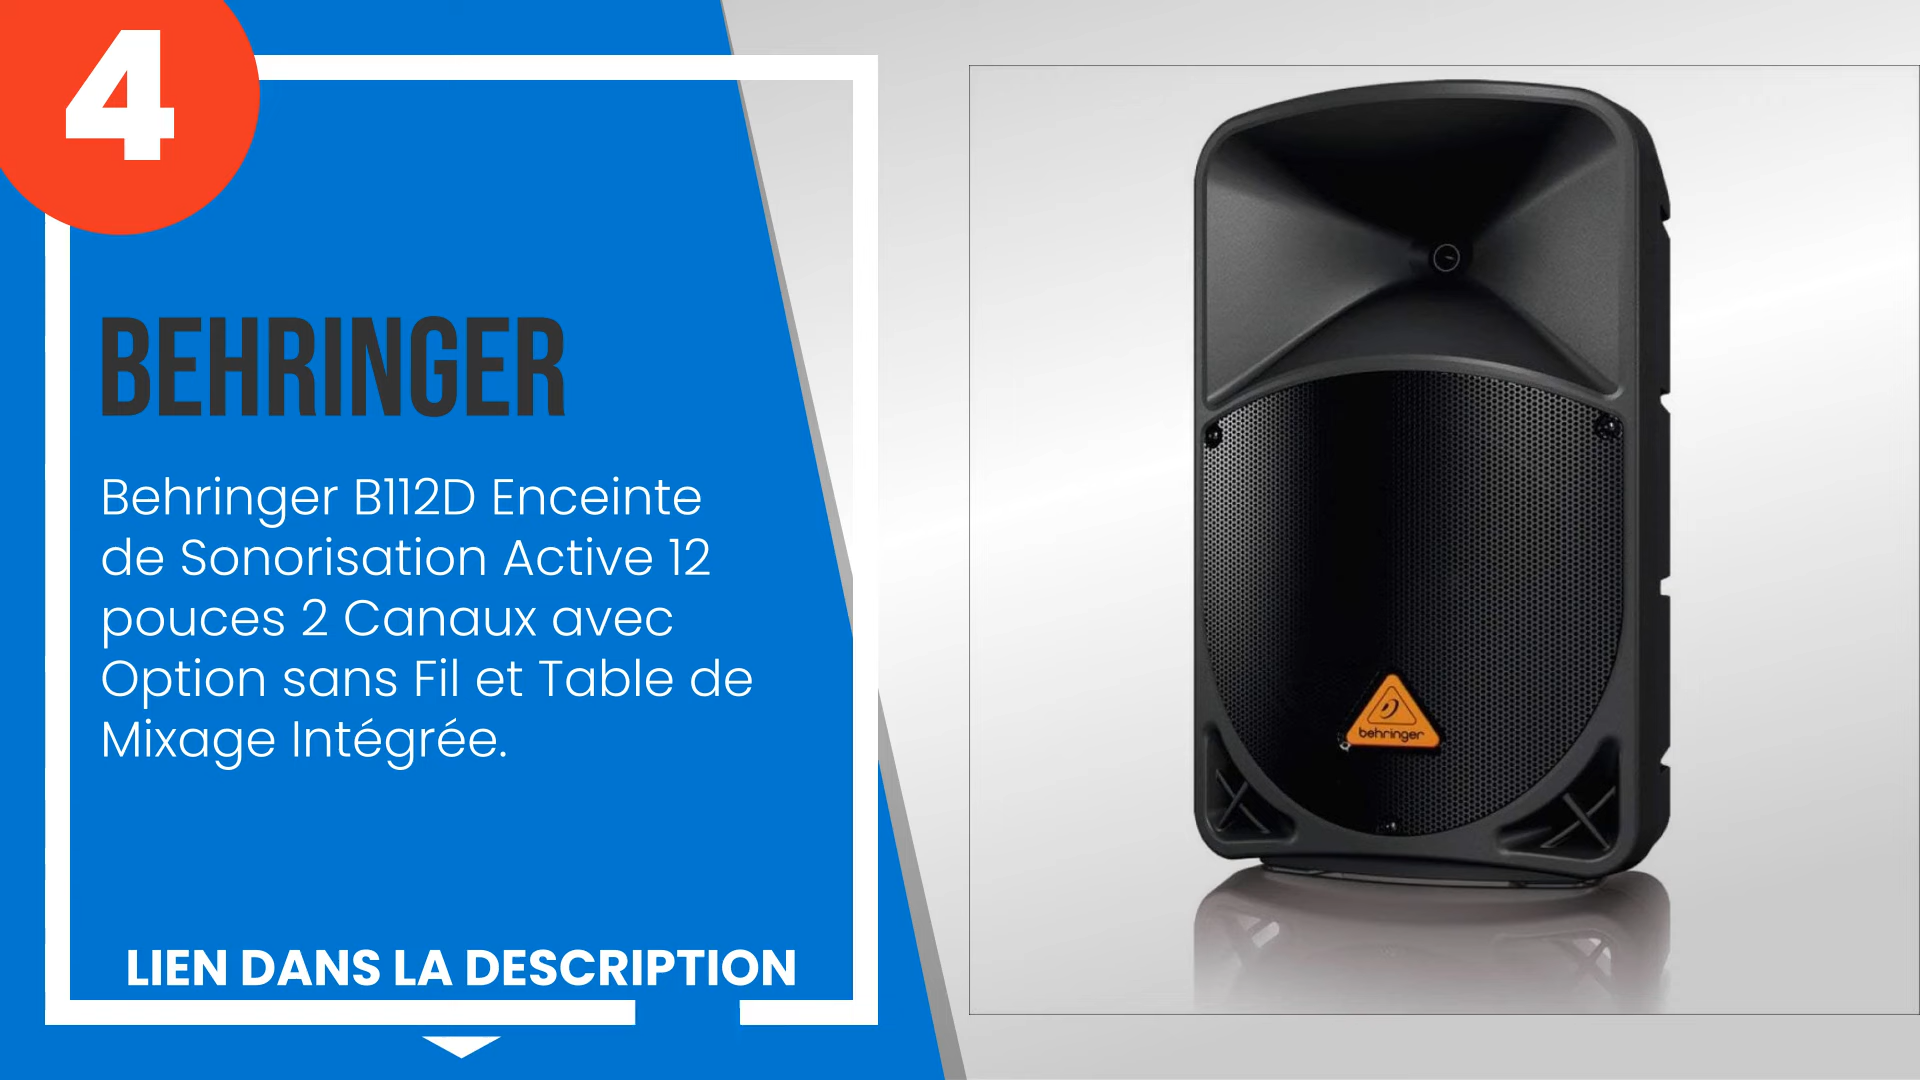 4
BEHRINGER
Behringer B112D Enceinte
de Sonorisation Active 12
pouces 2 Canaux avec
Option sans Fil et Table de
Mixage Intégrée.
LIEN DANS LA DESCRIPTION
behringer